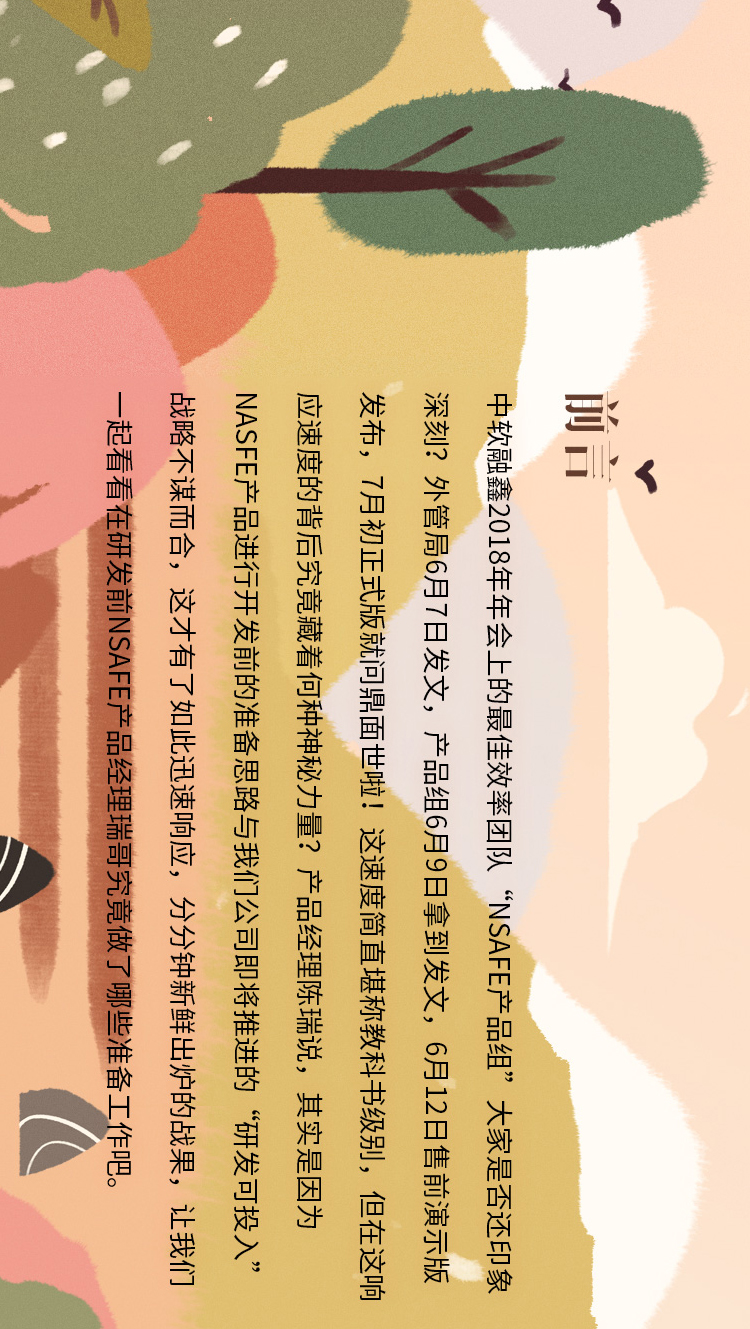 前言
中软融鑫2018年年会上的最佳效率团队“NSAFE产品组”大家是否还印象
深刻？外管局6月7日发文，产品组6月9日拿到发文，6月12日售前演示版
发布，7月初正式版就问鼎面世啦！这速度简直堪称教科书级别，但在这响
应速度的背后究竟藏着何种神秘力量？产品经理陈瑞说，其实是因为
NASFE产品进行开发前的准备思路与我们公司即将推进的“研发可投入”
战略不谋而合，这才有了如此迅速响应，分分钟新鲜出炉的战果，让我们
一起看看在研发前NSAFE产品经理瑞哥究竟做了哪些准备工作吧。